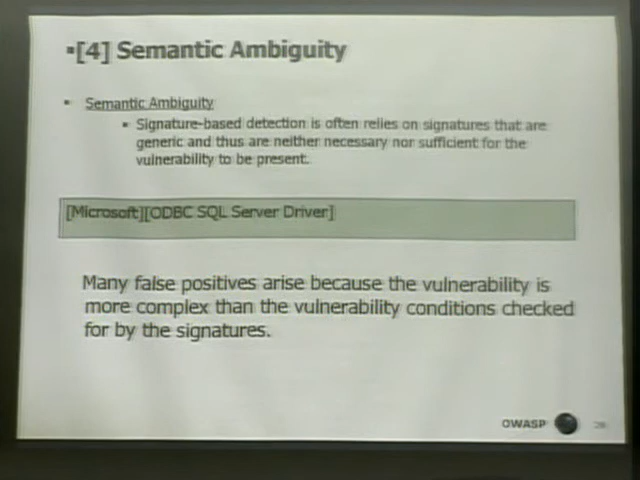 ▪[4] Semantic Ambiguity
▪ Semantic Ambiguity
▪ Signature-based detection is often relies on signatures that are
generic and thus are neither necessary nor sufficient for the
vulnerability to be present.
[Microsoft][ODBC SQL Server Driver]
Many false positives arise because the vulnerability is
more complex than the vulnerability conditions checked
for by the signatures.
OWASP